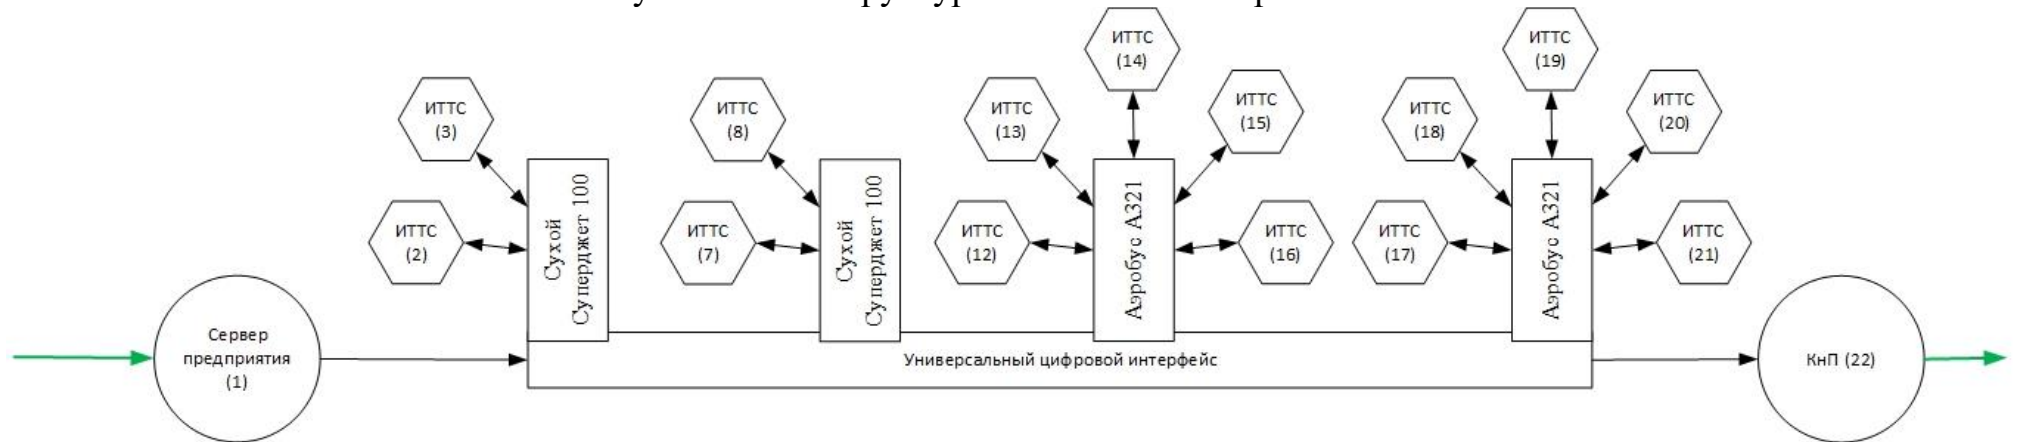 ИТТС
(14)
ИТТС
(19)
ИТТС
(3)
ИТТС
(8)
ИТТС
(13)
ИТТС
(15)
ИТТС
(18)
ИТТС
(20)
ИТТС
(2)
ИТТС
(7)
ИТТС
(12)
ИТТС
(16)
ИТТС
(17)
ИТТС
(21)
Сухой
Суперджет 100
Сухой
Суперджет 100
Аэробус А321
Аэробус А321
Сервер
предприятия
(1)
Универсальный цифровой интерфейс
КнП (22)